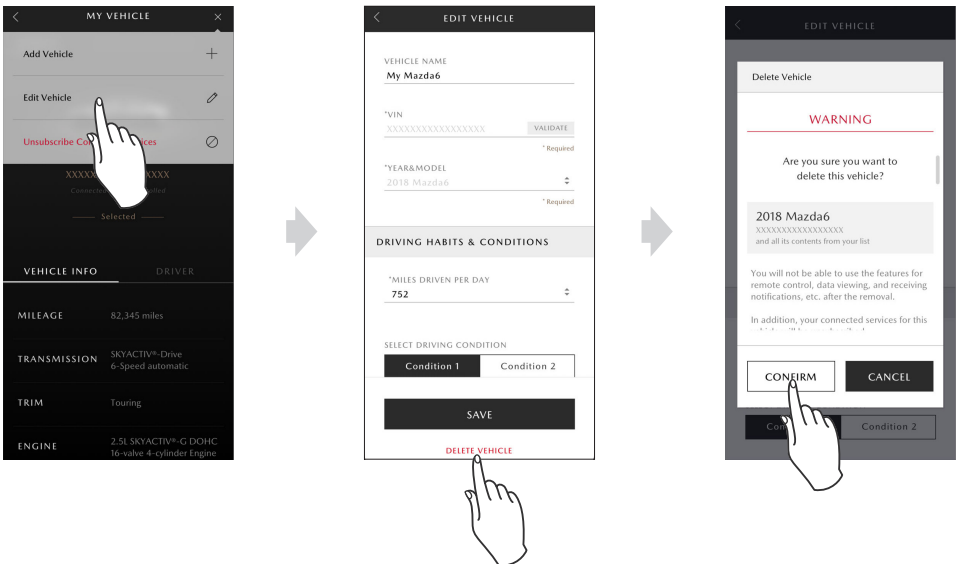 MY VEHICLE
Add Vehicle
Edit Vehicle
Unsubscribe
XXXXX XXXX
Selected
VEHICLE INFO DRIVER
MILEAGE 82,345 miles
TRANSMISSION SKYACTIV®-Drive
6-Speed automatic
TRIM Touring
ENGINE 2.5L SKYACTIV®-G DOHC
16-valve 4-cylinder Engine
EDIT VEHICLE
VEHICLE NAME
My Mazda6
*VIN
XXXXXXXXXXXXXXXXX VALIDATE
* Required
*YEAR&MODEL
2018 Mazda6
* Required
DRIVING HABITS & CONDITIONS
*MILES DRIVEN PER DAY
752
SELECT DRIVING CONDITION
Condition 1 Condition 2
SAVE
DELETE VEHICLE
EDIT VEHICLE
Delete Vehicle
WARNING
Are you sure you want to
delete this vehicle?
2018 Mazda6
XXXXXXXXXXXXXXXXX
and all its contents from your list
You will not be able to use the features for
remote control, data viewing, and receiving
notifications, etc. after the removal.
In addition, your connected services for this
CONFIRM CANCEL
Condition 2